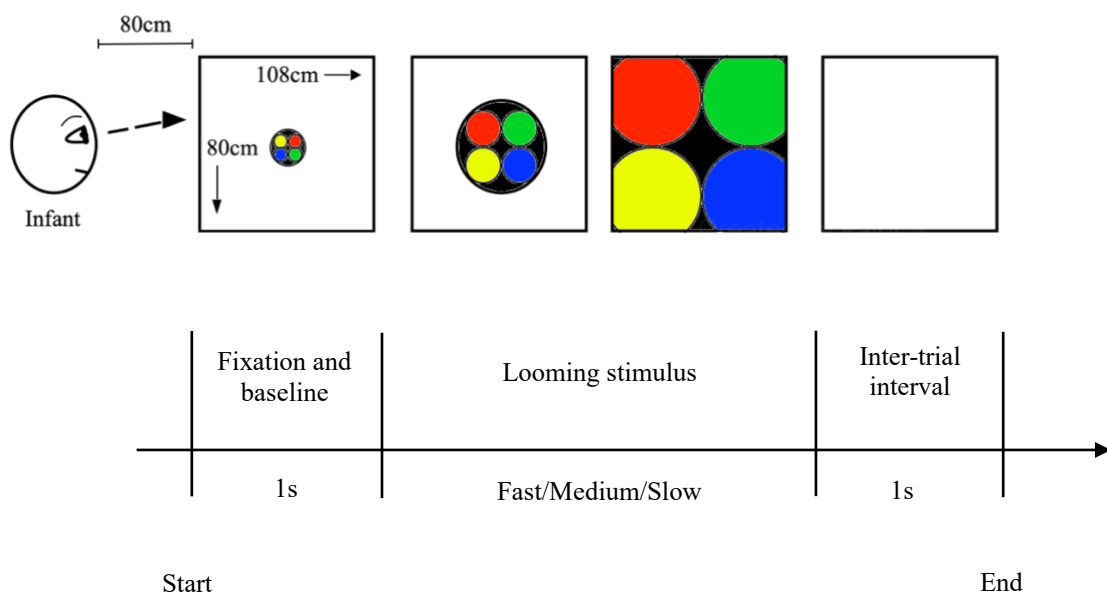 80cm
108cm
80cm
Infant
Fixation and
baseline
Looming stimulus
Inter-trial
interval
1s
Fast/Medium/Slow
1s
Start
End